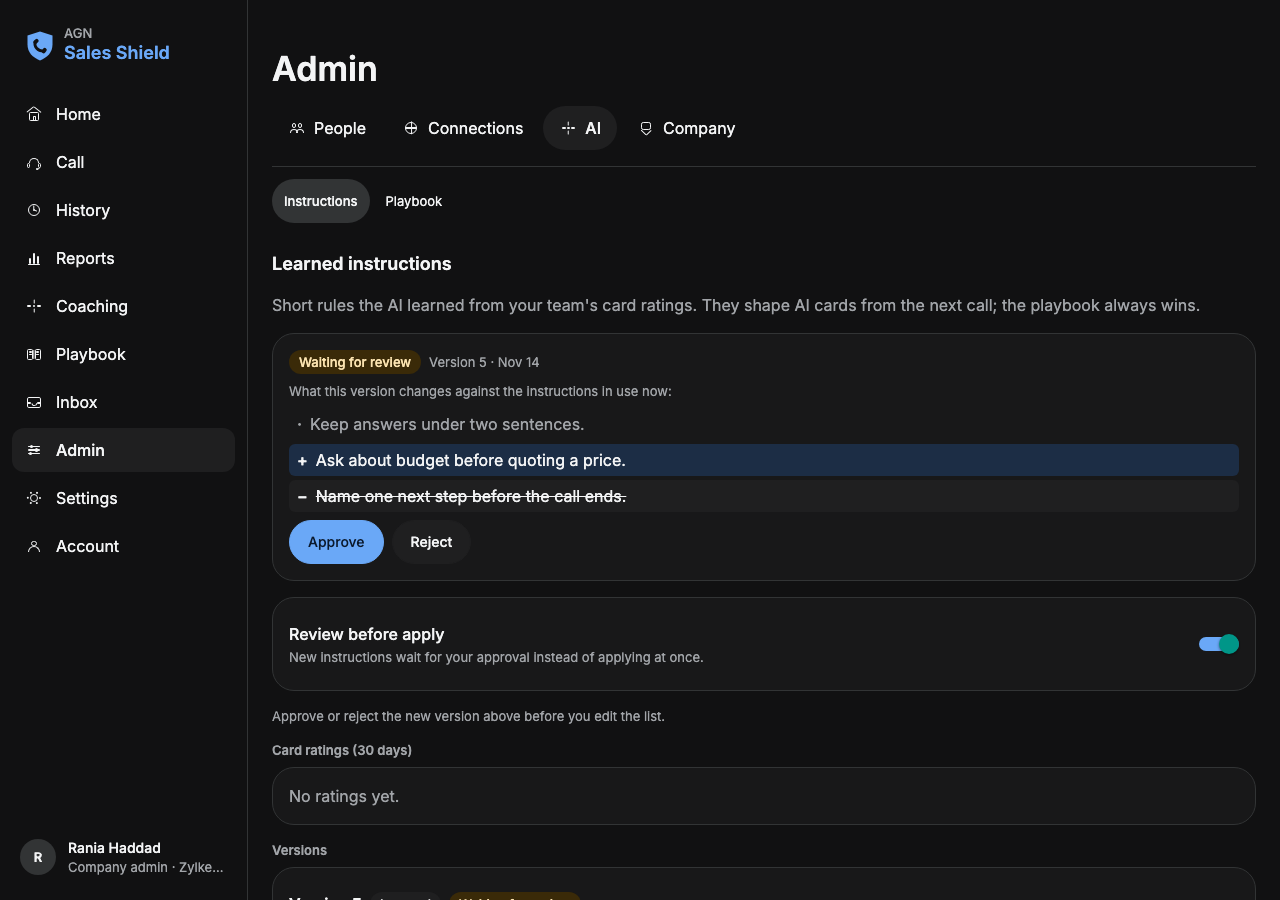 AGN
Sales Shield
Home
Call
History
Reports
Coaching
Playbook
Inbox
Admin
Settings
Account
R
Rania Haddad
Company admin · Zylke...
Admin
People
Connections
AI
Company
Instructions
Playbook
Learned instructions
Short rules the AI learned from your team's card ratings. They shape AI cards from the next call; the playbook always wins.
Waiting for review
Version 5 · Nov 14
What this version changes against the instructions in use now:
· Keep answers under two sentences.
+ Ask about budget before quoting a price.
− Name one next step before the call ends.
Approve
Reject
Review before apply
New instructions wait for your approval instead of applying at once.
Approve or reject the new version above before you edit the list.
Card ratings (30 days)
No ratings yet.
Versions